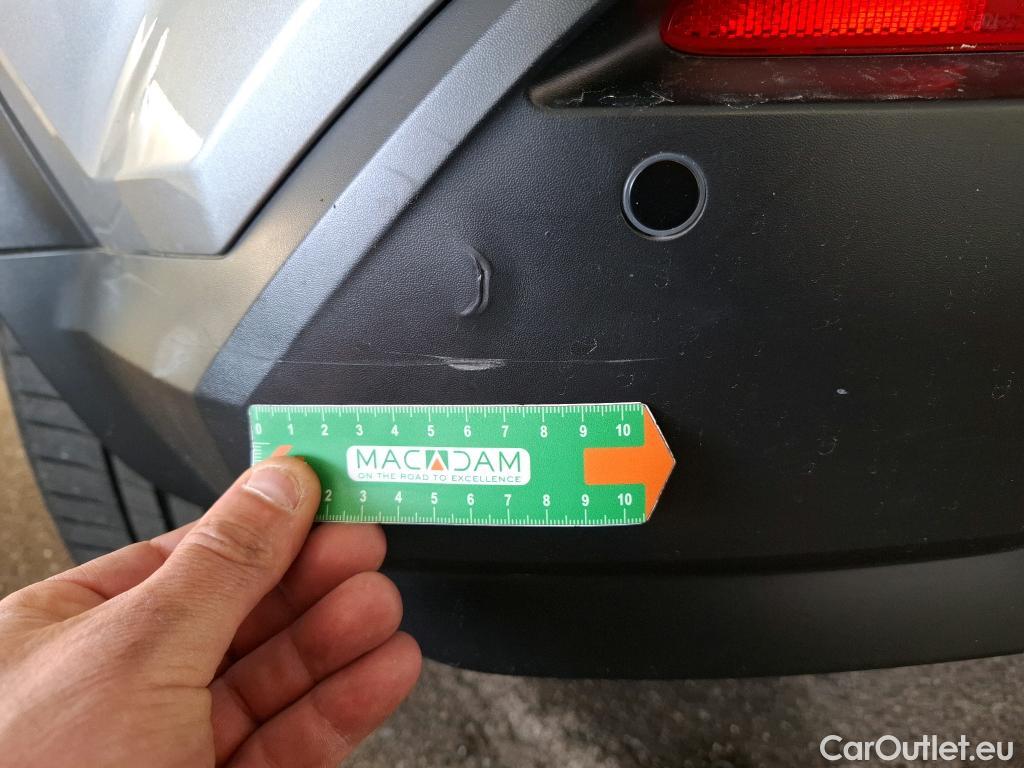 0 1 2 3 4 5 6 7 8 9 10
MACADAM
ON THE ROAD TO EXCELLENCE
2 3 4 5 6 7 8 9 10
CarOutlet.eu